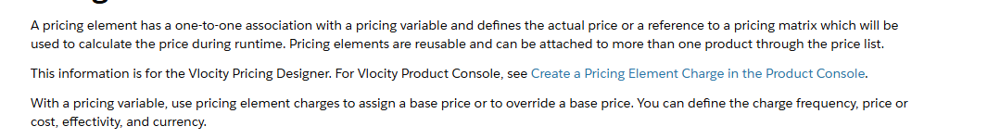 A pricing element has a one-to-one association with a pricing variable and defines the actual price or a reference to a pricing matrix which will be
used to calculate the price during runtime. Pricing elements are reusable and can be attached to more than one product through the price list.
This information is for the Vlocity Pricing Designer. For Vlocity Product Console, see Create a Pricing Element Charge in the Product Console.
With a pricing variable, use pricing element charges to assign a base price or to override a base price. You can define the charge frequency, price or
cost, effectivity, and currency.